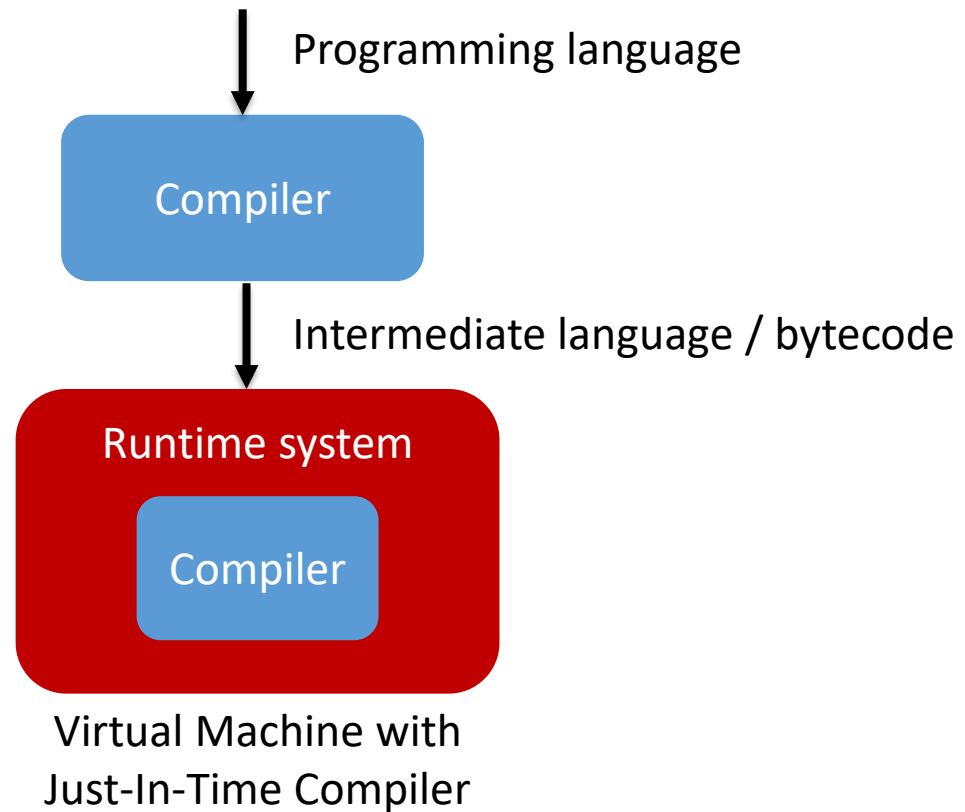 Programming language
Compiler
Intermediate language / bytecode
Runtime system
Compiler
Virtual Machine with
Just-In-Time Compiler